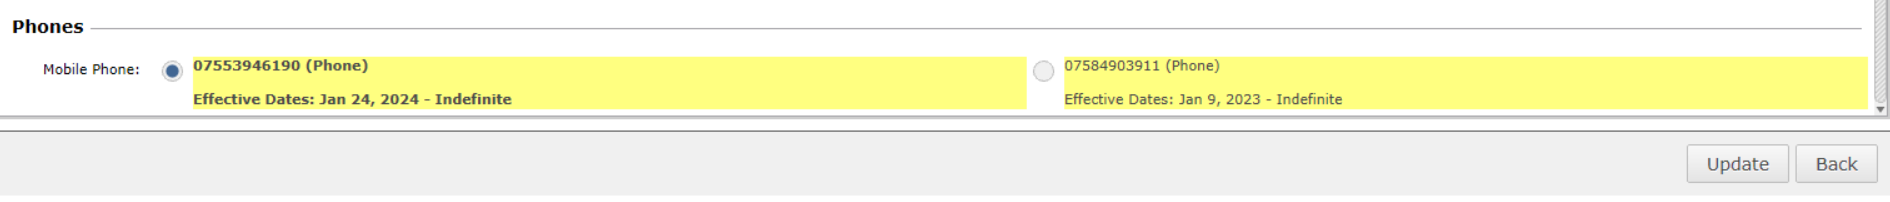 Phones
Mobile Phone: 07553946190 (Phone) 07584903911 (Phone)
Effective Dates: Jan 24, 2024 - Indefinite Effective Dates: Jan 9, 2023 - Indefinite
Update Back